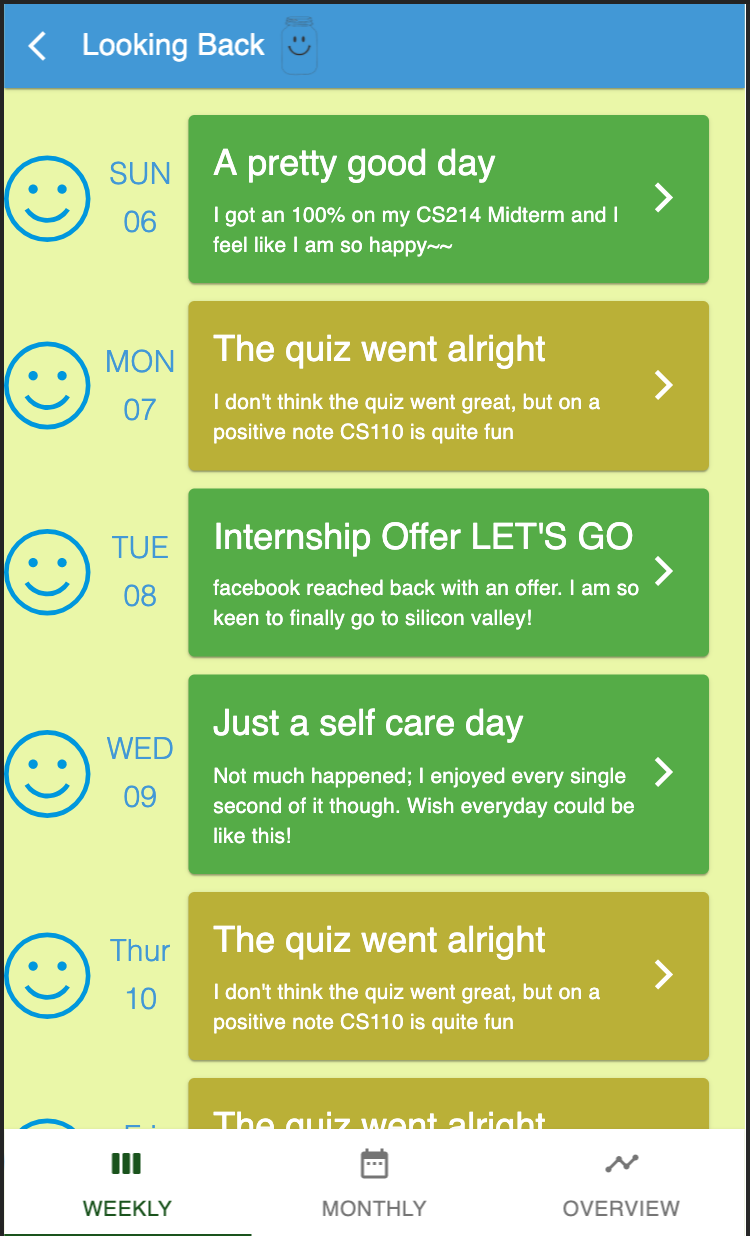 Looking Back
SUN
06
A pretty good day
I got an 100% on my CS214 Midterm and I
feel like I am so happy~~
MON
07
The quiz went alright
I don't think the quiz went great, but on a
positive note CS110 is quite fun
TUE
08
Internship Offer LET'S GO
facebook reached back with an offer. I am so
keen to finally go to silicon valley!
WED
09
Just a self care day
Not much happened; I enjoyed every single
second of it though. Wish everyday could be
like this!
Thur
10
The quiz went alright
I don't think the quiz went great, but on a
positive note CS110 is quite fun
Fri
The quiz went alright
WEEKLY
MONTHLY
OVERVIEW